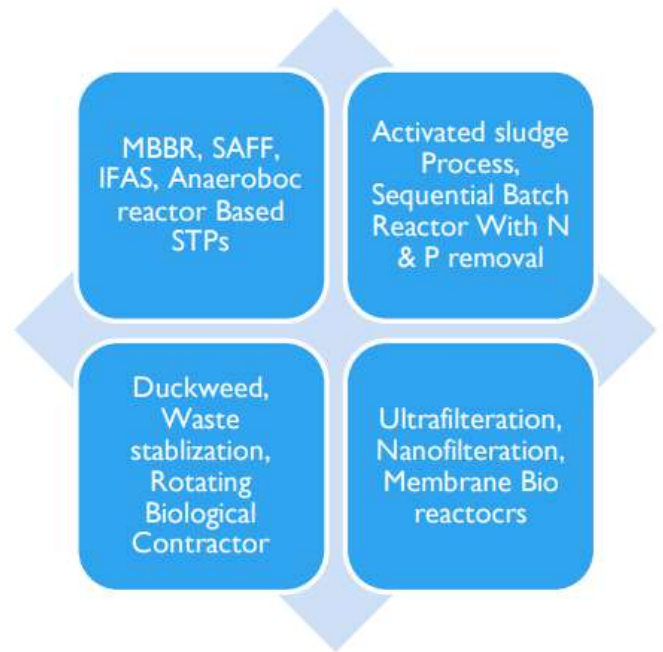 MBBR, SAFF,
IFAS, Anaeroboc
reactor Based
STPs
Activated sludge
Process,
Sequential Batch
Reactor With N
& P removal
Duckweed,
Waste
stablization,
Rotating
Biological
Contractor
Ultrafilteration,
Nanofilteration,
Membrane Bio
reactocrs